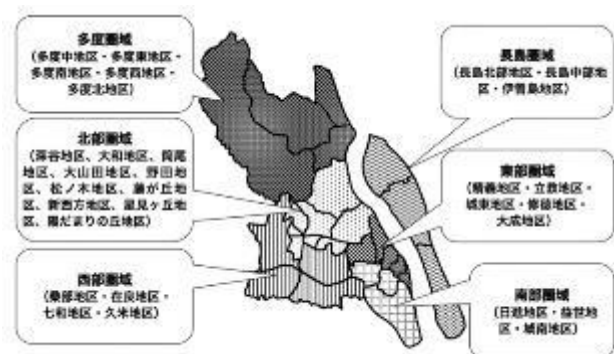 多度圏域
(多度中地区・多度東地区・
多度南地区・多度西地区・
多度北地区)
北部圏域
(深谷地区、大和地区、筒尾
地区、大山田地区、野田地
区、松ノ木地区、藤が丘地
区、新西方地区、星見ヶ丘地
区、陽だまりの丘地区)
西部圏域
(桑部地区・在良地区・
七和地区・久米地区)
長島圏域
(長島北部地区・長島中部地
区・伊曽島地区)
東部圏域
(精義地区・立教地区・
城東地区・修徳地区・
大成地区)
南部圏域
(日進地区・益世地
区・城南地区)